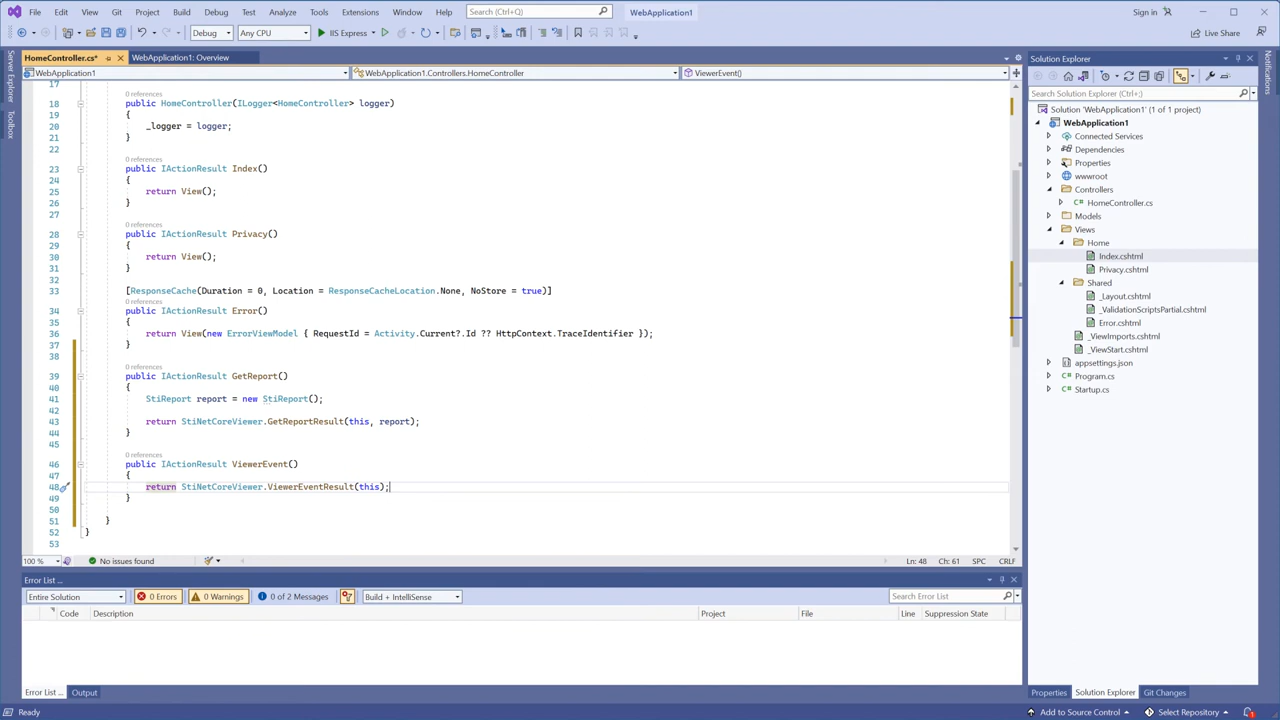 File Edit View Git Project Build Debug Test Analyze Tools Extensions Window Help Search (Ctrl+Q) WebApplication1 Sign in
Debug Any CPU IIS Express Live Share
HomeController.cs* WebApplication1: Overview
WebApplication1 WebApplication1.Controllers.HomeController ViewerEvent()
Server Explorer
Toolbox
17
0 references
18 public HomeController(ILogger<HomeController> logger)
19 {
20 _logger = logger;
21 }
22
0 references
23 public IActionResult Index()
24 {
25 return View();
26 }
27
0 references
28 public IActionResult Privacy()
29 {
30 return View();
31 }
32
33 [ResponseCache(Duration = 0, Location = ResponseCacheLocation.None, NoStore = true)]
0 references
34 public IActionResult Error()
35 {
36 return View(new ErrorViewModel { RequestId = Activity.Current?.Id ?? HttpContext.TraceIdentifier });
37 }
38
0 references
39 public IActionResult GetReport()
40 {
41 StiReport report = new StiReport();
42
43 return StiNetCoreViewer.GetReportResult(this, report);
44 }
45
0 references
46 public IActionResult ViewerEvent()
47 {
48 return StiNetCoreViewer.ViewerEventResult(this);
49 }
50
51 }
52 }
53
100 % No issues found Ln: 48 Ch: 61 SPC CRLF
Error List ...
Entire Solution 0 Errors 0 Warnings 0 of 2 Messages Build + IntelliSense Search Error List
Code Description Project File Line Suppression State
Error List ... Output
Solution Explorer
Search Solution Explorer (Ctrl+;)
Solution 'WebApplication1' (1 of 1 project)
WebApplication1
Connected Services
Dependencies
Properties
wwwroot
Controllers
C# HomeController.cs
Models
Views
Home
Index.cshtml
Privacy.cshtml
Shared
_Layout.cshtml
_ValidationScriptsPartial.cshtml
Error.cshtml
_ViewImports.cshtml
_ViewStart.cshtml
appsettings.json
C# Program.cs
C# Startup.cs
Properties Solution Explorer Git Changes
Notifications
Ready Add to Source Control Select Repository 1